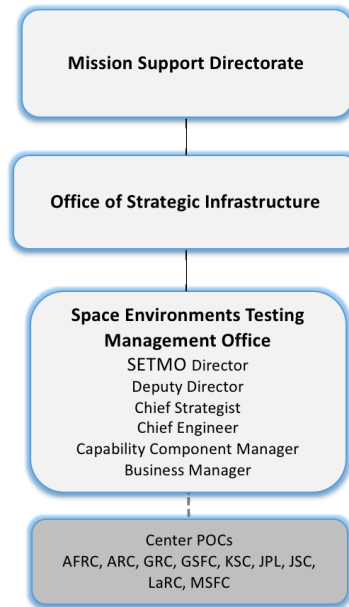 Mission Support Directorate
Office of Strategic Infrastructure
Space Environments Testing
Management Office
SETMO Director
Deputy Director
Chief Strategist
Chief Engineer
Capability Component Manager
Business Manager
Center POCs
AFRC, ARC, GRC, GSFC, KSC, JPL, JSC,
LaRC, MSFC